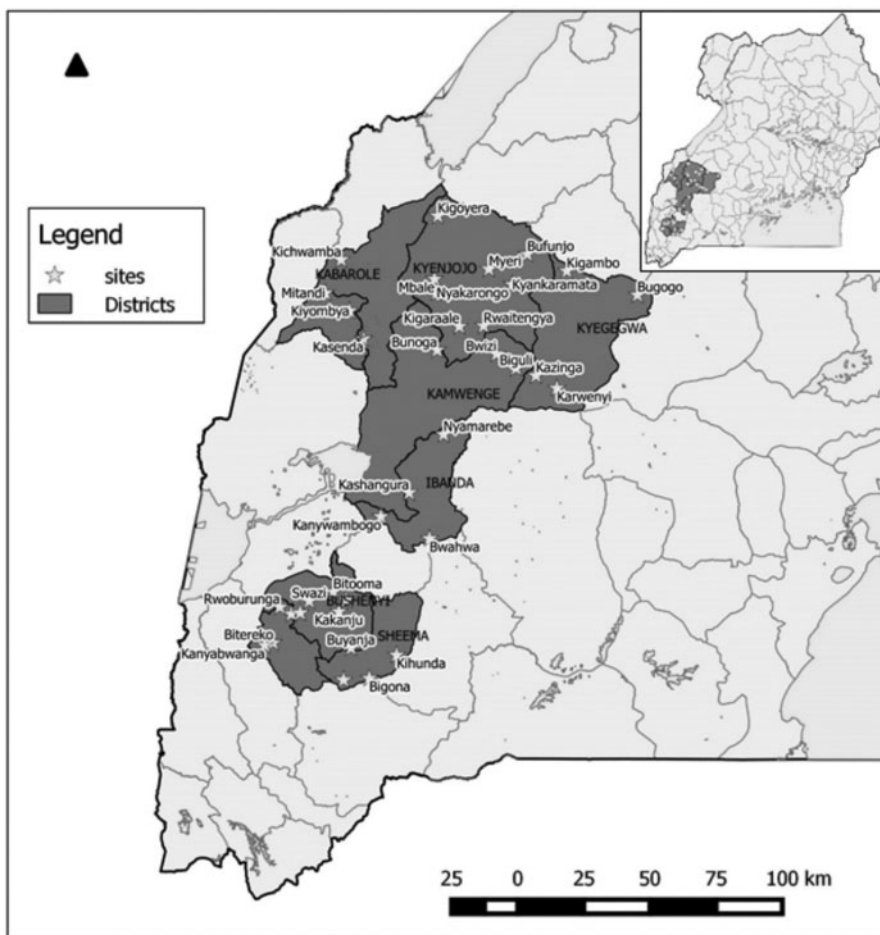 Legend
sites
Districts
Kigoyera
Kichwamba
KABAROLE
KYENJOJO
Myeri
Bufunjo
Kigambo
Mitandi
Mbale
Nyakarongo
Kyankaramata
Bugogo
Kiyombya
Kigaraale
Rwaitengya
KYEGEGWA
Kasenda
Bunoga
Bwizi
Biguli
Kazinga
KAMWENGE
Karwenyi
Nyamarebe
Kashangura
IBANDA
Kanywambogo
Bwahwa
Bitooma
Swazi
Rwoburunga
BUSHENYI
Kakanju
Bitereko
Buyanja
SHEEMA
Kanyabwanga
Kihunda
Bigona
25 0 25 50 75 100 km